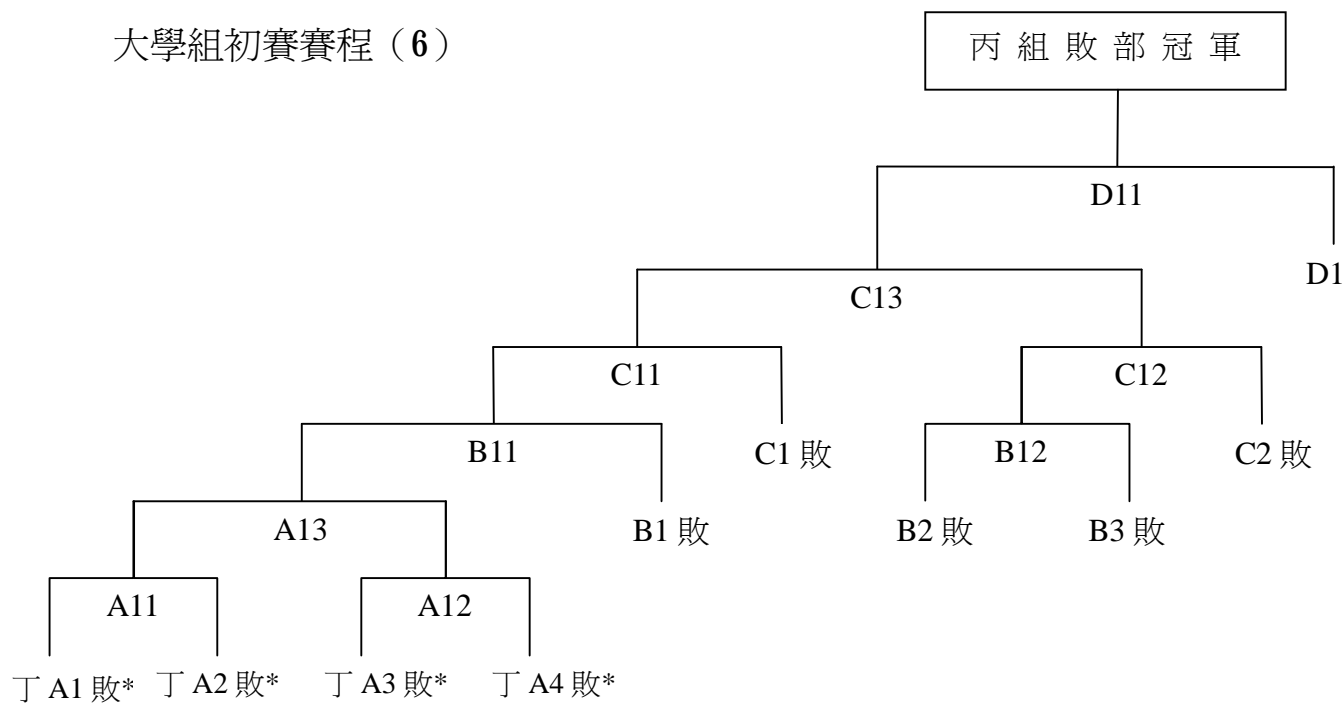 大學組初賽賽程（6）
丙組敗部冠軍
D11
D1
C13
C11
C12
B11
C1 敗
B12
C2 敗
A13
B1 敗
B2 敗
B3 敗
A11
A12
丁 A1 敗*
丁 A2 敗*
丁 A3 敗*
丁 A4 敗*